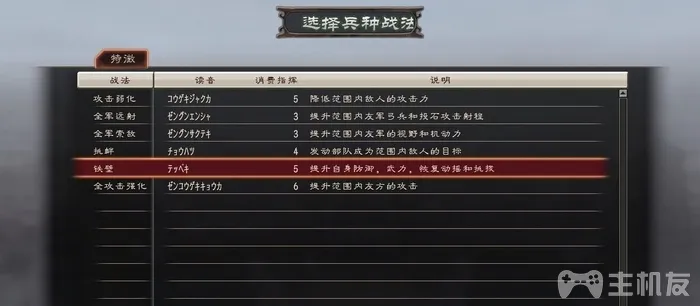 选择兵种战法
特徴
战法 读音 消费指挥 说明
攻击弱化 コウゲキジャクカ 5 降低范围内敌人的攻击力
全军远射 ゼングンエンシャ 3 提升范围内友军弓兵和投石攻击射程
全军索敌 ゼングンサクテキ 3 提升范围内友军的视野和机动力
挑衅 チョウハツ 4 发动部队成为范围内敌人的目标
铁壁 テッペキ 5 提升自身防御，武力，恢复动摇和挑拨
全攻击强化 ゼンコウゲキキョウカ 6 提升范围内友方的攻击
主机友